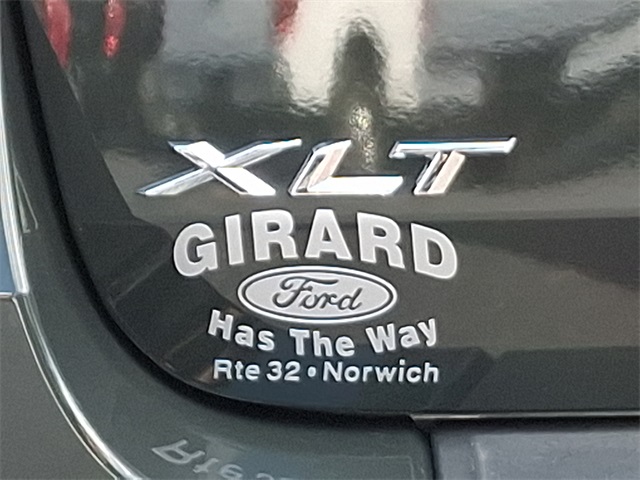 XLT
GIRARD
Ford
Has The Way
Rte 32 • Norwich